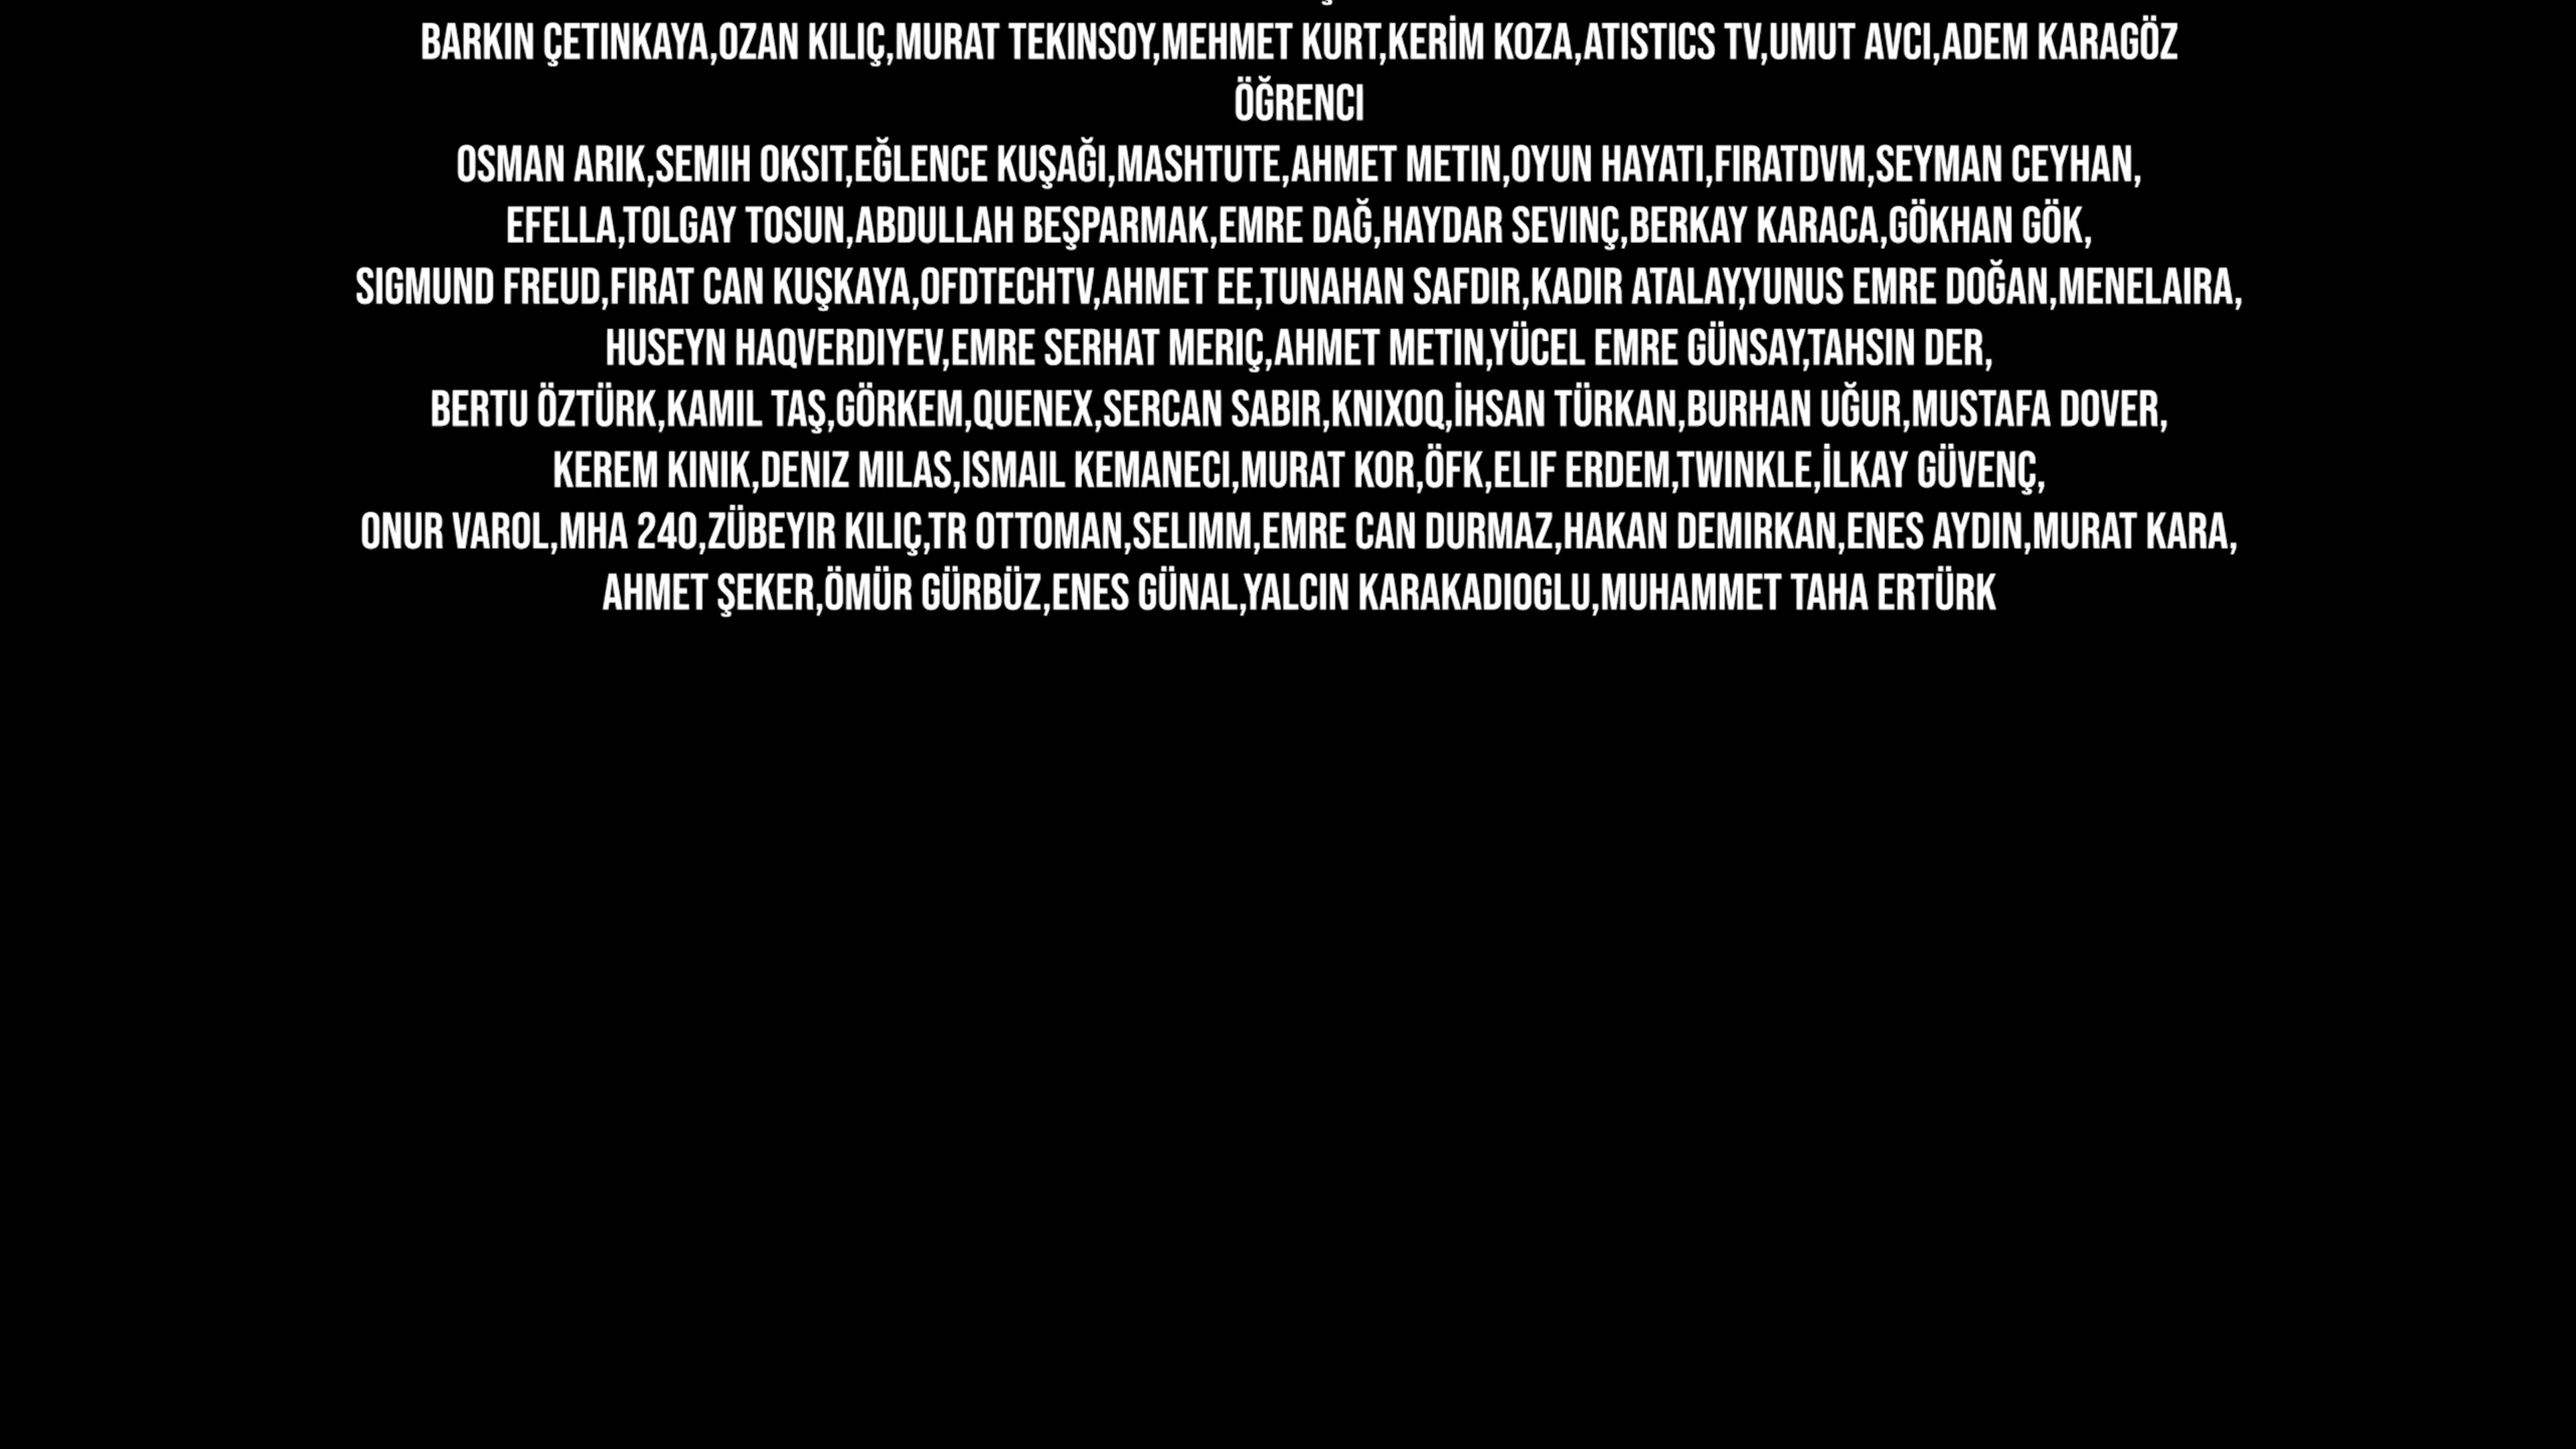 BARKIN ÇETINKAYA,OZAN KILIÇ,MURAT TEKINSOY,MEHMET KURT,KERİM KOZA,ATISTICS TV,UMUT AVCI,ADEM KARAGÖZ
ÖĞRENCI
OSMAN ARIK,SEMIH OKSIT,EĞLENCE KUŞAĞI,MASHTUTE,AHMET METIN,OYUN HAYATI,FIRATDVM,SEYMAN CEYHAN,
EFELLA,TOLGAY TOSUN,ABDULLAH BEŞPARMAK,EMRE DAĞ,HAYDAR SEVINÇ,BERKAY KARACA,GÖKHAN GÖK,
SIGMUND FREUD,FIRAT CAN KUŞKAYA,OFDTECHTV,AHMET EE,TUNAHAN SAFDIR,KADIR ATALAY,YUNUS EMRE DOĞAN,MENELAIRA,
HUSEYN HAQVERDIYEV,EMRE SERHAT MERIÇ,AHMET METIN,YÜCEL EMRE GÜNSAY,TAHSIN DER,
BERTU ÖZTÜRK,KAMIL TAŞ,GÖRKEM,QUENEX,SERCAN SABIR,KNIXOQ,İHSAN TÜRKAN,BURHAN UĞUR,MUSTAFA DOVER,
KEREM KINIK,DENIZ MILAS,ISMAIL KEMANECI,MURAT KOR,ÖFK,ELIF ERDEM,TWINKLE,İLKAY GÜVENÇ,
ONUR VAROL,MHA 240,ZÜBEYIR KILIÇ,TR OTTOMAN,SELIMM,EMRE CAN DURMAZ,HAKAN DEMIRKAN,ENES AYDIN,MURAT KARA,
AHMET ŞEKER,ÖMÜR GÜRBÜZ,ENES GÜNAL,YALCIN KARAKADIOGLU,MUHAMMET TAHA ERTÜRK